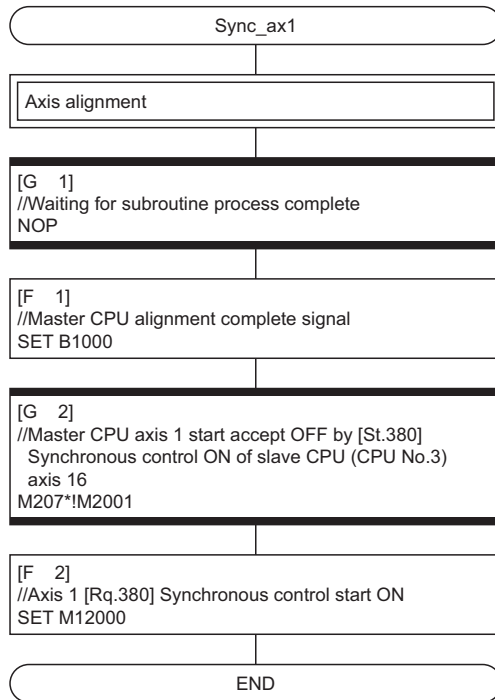 Sync_ax1
Axis alignment
[G 1]
//Waiting for subroutine process complete
NOP
[F 1]
//Master CPU alignment complete signal
SET B1000
[G 2]
//Master CPU axis 1 start accept OFF by [St.380]
Synchronous control ON of slave CPU (CPU No.3)
axis 16
M207*!M2001
[F 2]
//Axis 1 [Rq.380] Synchronous control start ON
SET M12000
END